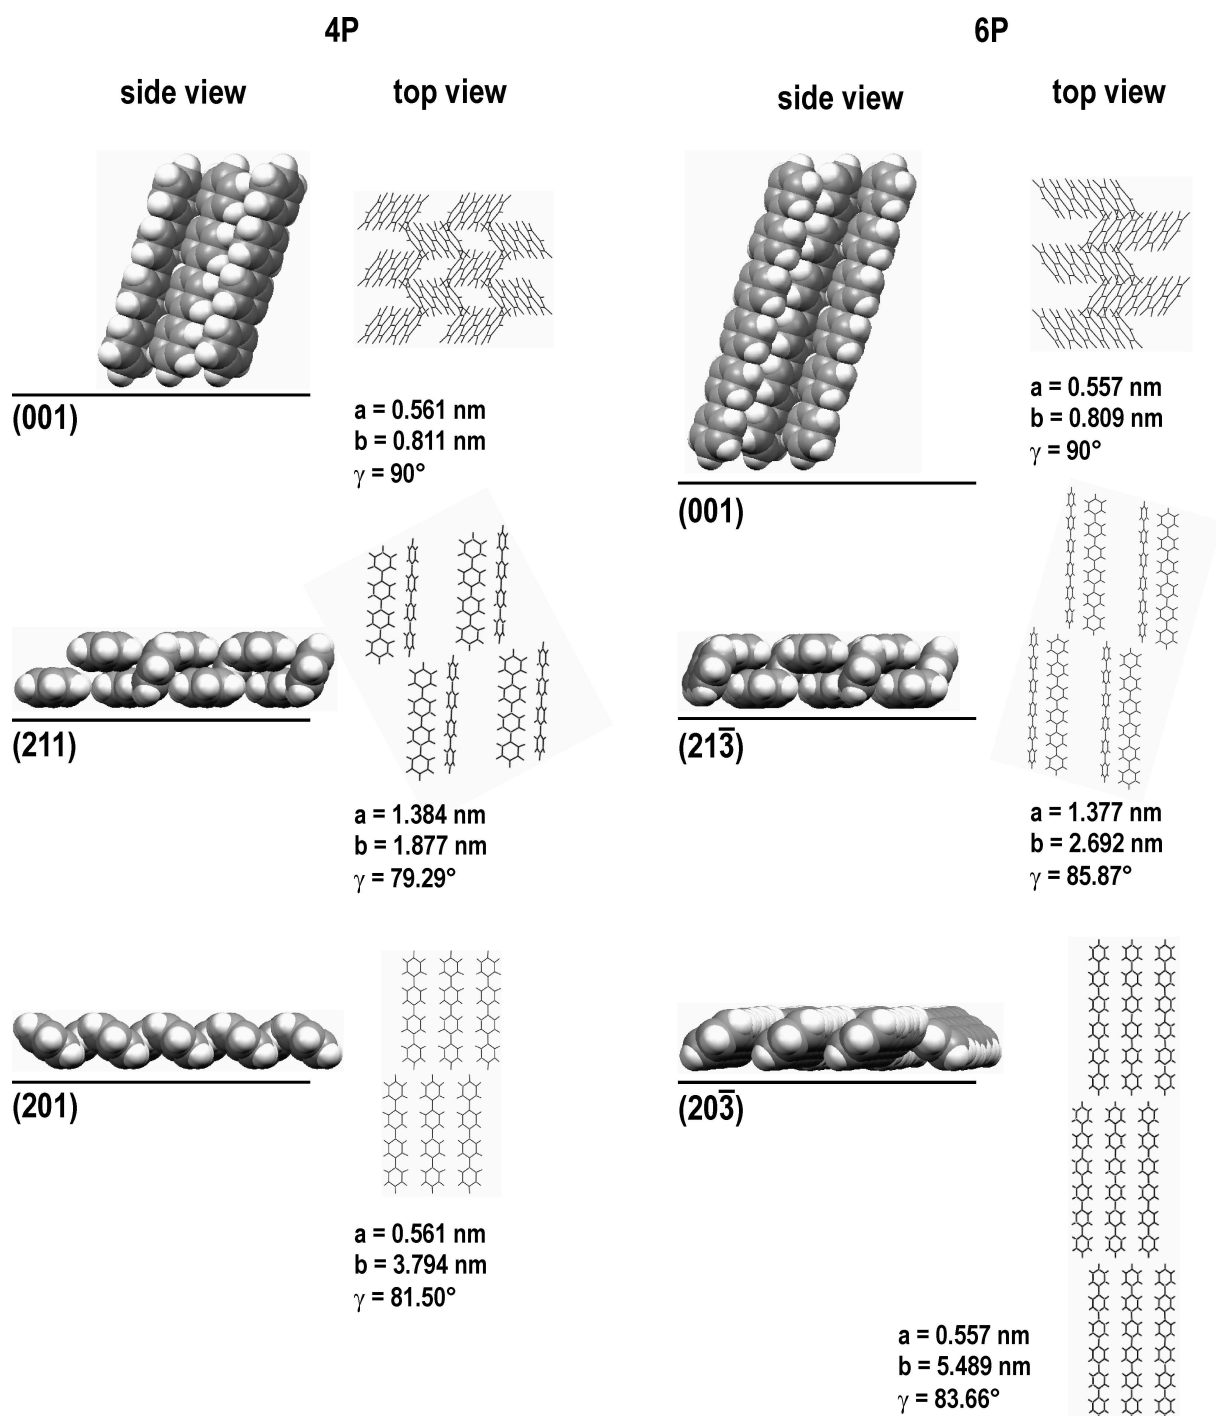 4P
side view
top view
(001)
a = 0.561 nm
b = 0.811 nm
γ = 90°
(211)
a = 1.384 nm
b = 1.877 nm
γ = 79.29°
(201)
a = 0.561 nm
b = 3.794 nm
γ = 81.50°
6P
side view
top view
(001)
a = 0.557 nm
b = 0.809 nm
γ = 90°
(213̅)
a = 1.377 nm
b = 2.692 nm
γ = 85.87°
(203̅)
a = 0.557 nm
b = 5.489 nm
γ = 83.66°